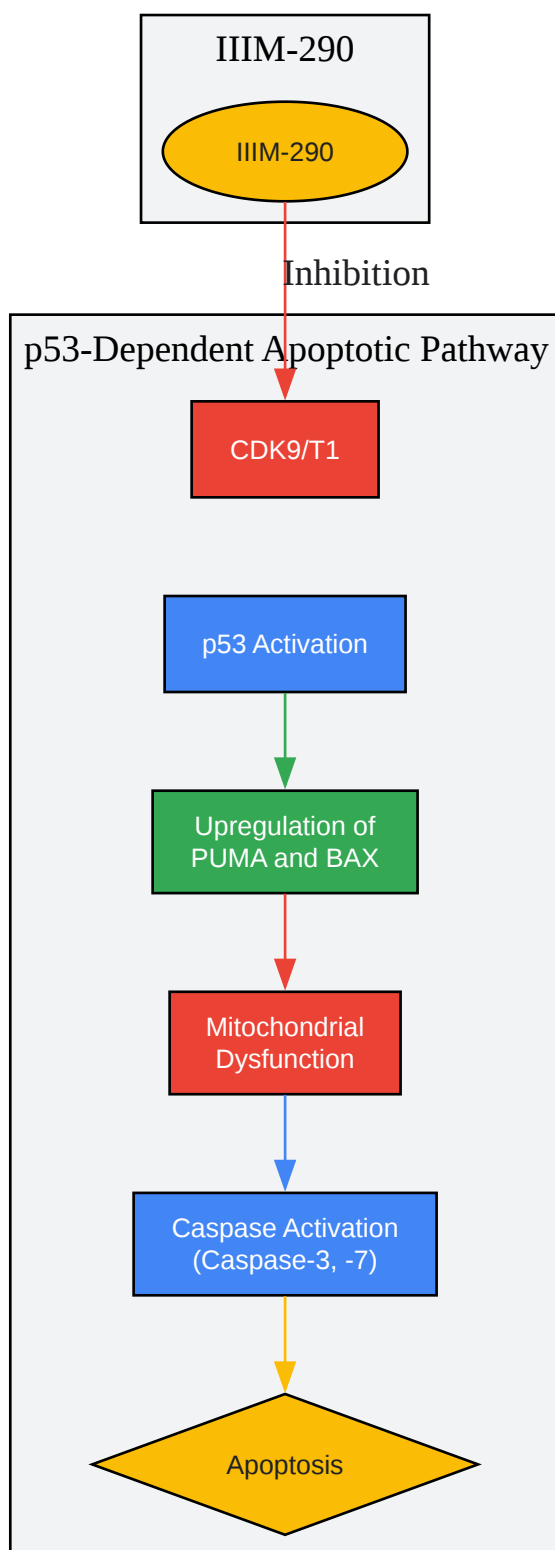 IIIM-290
IIIM-290
Inhibition
p53-Dependent Apoptotic Pathway
CDK9/T1
p53 Activation
Upregulation of
PUMA and BAX
Mitochondrial
Dysfunction
Caspase Activation
(Caspase-3, -7)
Apoptosis